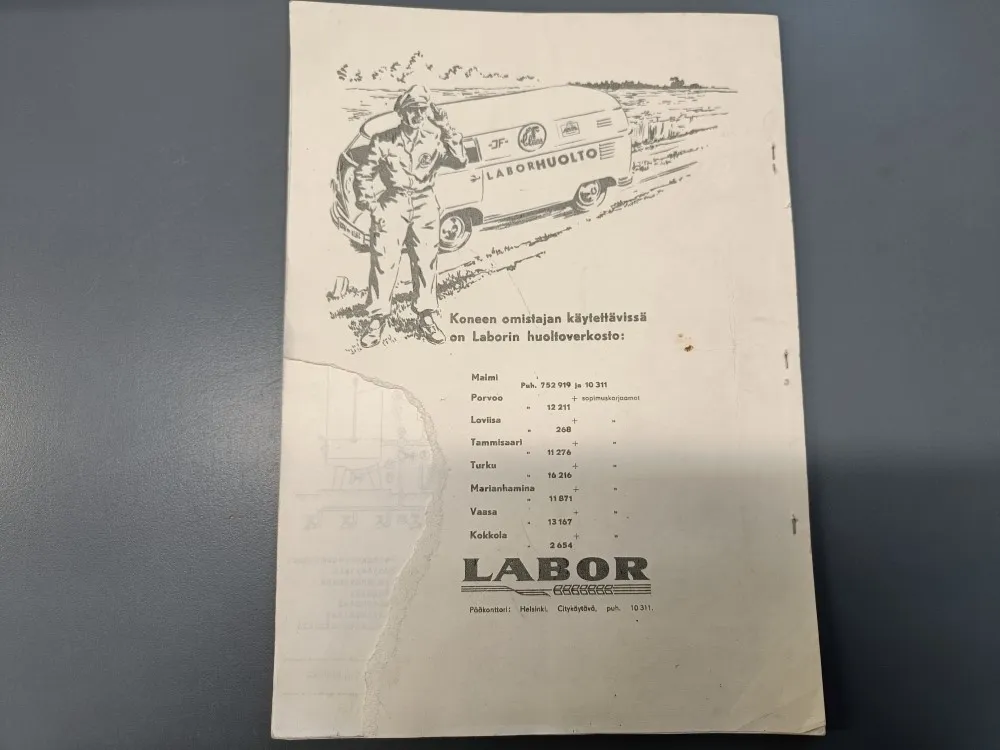 -JF-
LABORHUOLTO
Koneen omistajan käytettävissä
on Laborin huoltoverkosto:
Malmi
Puh. 752 919 ja 10 311
Porvoo + sopimuskorjaamot
" 12 211
Loviisa + "
" 268
Tammisaari + "
" 11 276
Turku + "
" 16 216
Marianhamina + "
" 11 871
Vaasa + "
" 13 167
Kokkola + "
" 2 654
LABOR
Pääkonttori: Helsinki, Citykäytävä, puh. 10 311.